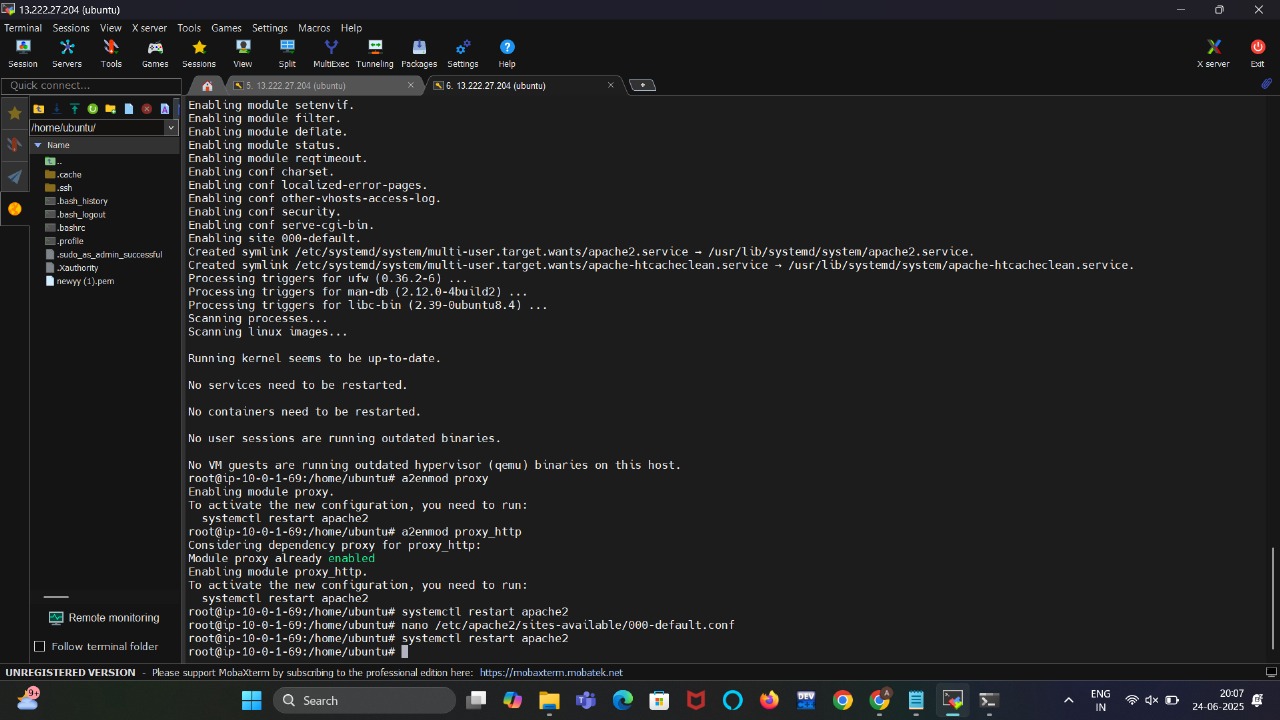 13.222.27.204 (ubuntu)
Terminal Sessions View X server Tools Games Settings Macros Help
Session Servers Tools Games Sessions View Split MultiExec Tunneling Packages Settings Help X server Exit
Quick connect...
5. 13.222.27.204 (ubuntu)
6. 13.222.27.204 (ubuntu)
/home/ubuntu/
Name
..
.cache
.ssh
.bash_history
.bash_logout
.bashrc
.profile
.sudo_as_admin_successful
.Xauthority
newyy (1).pem
Remote monitoring
Follow terminal folder
Enabling module setenvif.
Enabling module filter.
Enabling module deflate.
Enabling module status.
Enabling module reqtimeout.
Enabling conf charset.
Enabling conf localized-error-pages.
Enabling conf other-vhosts-access-log.
Enabling conf security.
Enabling conf serve-cgi-bin.
Enabling site 000-default.
Created symlink /etc/systemd/system/multi-user.target.wants/apache2.service → /usr/lib/systemd/system/apache2.service.
Created symlink /etc/systemd/system/multi-user.target.wants/apache-htcacheclean.service → /usr/lib/systemd/system/apache-htcacheclean.service.
Processing triggers for ufw (0.36.2-6) ...
Processing triggers for man-db (2.12.0-4build2) ...
Processing triggers for libc-bin (2.39-0ubuntu8.4) ...
Scanning processes...
Scanning linux images...
Running kernel seems to be up-to-date.
No services need to be restarted.
No containers need to be restarted.
No user sessions are running outdated binaries.
No VM guests are running outdated hypervisor (qemu) binaries on this host.
root@ip-10-0-1-69:/home/ubuntu# a2enmod proxy
Enabling module proxy.
To activate the new configuration, you need to run:
systemctl restart apache2
root@ip-10-0-1-69:/home/ubuntu# a2enmod proxy_http
Considering dependency proxy for proxy_http:
Module proxy already enabled
Enabling module proxy_http.
To activate the new configuration, you need to run:
systemctl restart apache2
root@ip-10-0-1-69:/home/ubuntu# systemctl restart apache2
root@ip-10-0-1-69:/home/ubuntu# nano /etc/apache2/sites-available/000-default.conf
root@ip-10-0-1-69:/home/ubuntu# systemctl restart apache2
root@ip-10-0-1-69:/home/ubuntu#
UNREGISTERED VERSION - Please support MobaXterm by subscribing to the professional edition here: https://mobaxterm.mobatek.net
9+
Search
DEV
ENG
IN
20:07
24-06-2025